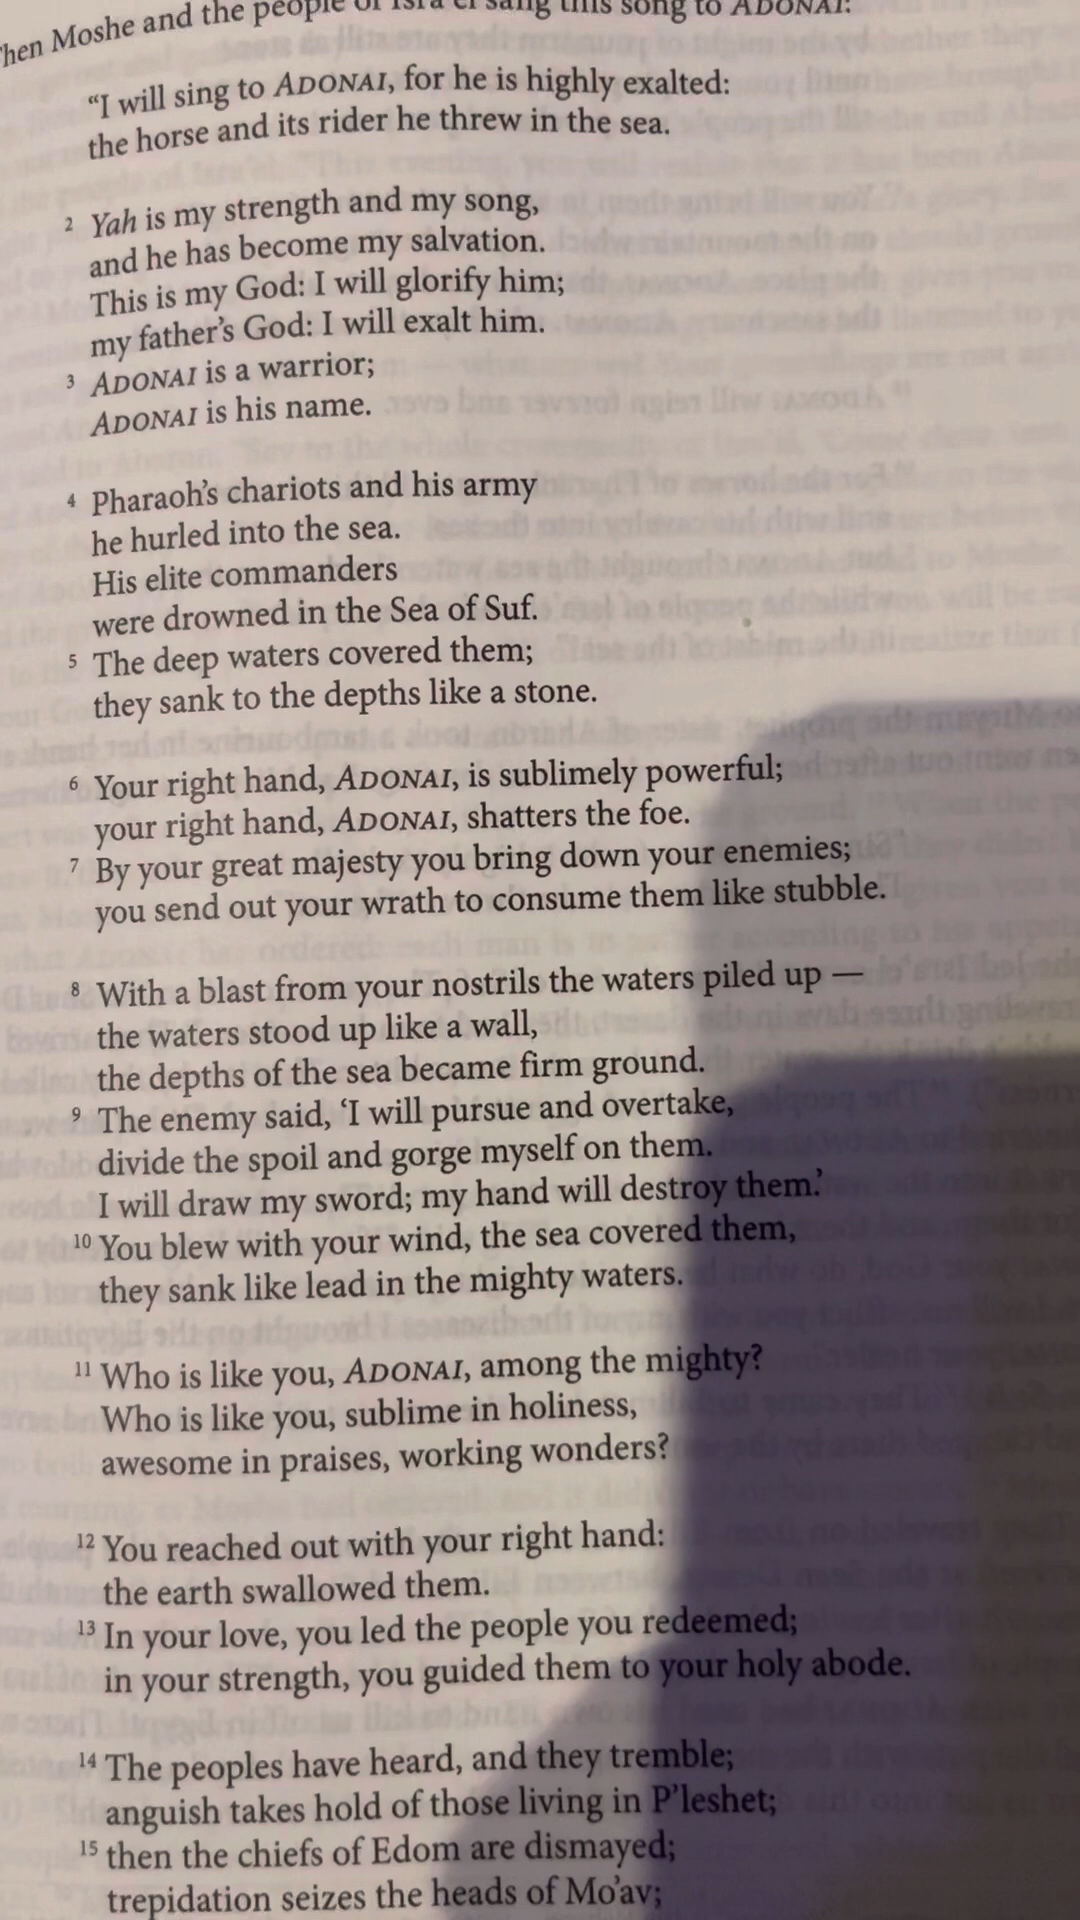 Then Moshe and the people of Isra'el sang this song to ADONAI:
“I will sing to ADONAI, for he is highly exalted:
the horse and its rider he threw in the sea.
2 Yah is my strength and my song,
and he has become my salvation.
This is my God: I will glorify him;
my father’s God: I will exalt him.
3 ADONAI is a warrior;
ADONAI is his name.
4 Pharaoh’s chariots and his army
he hurled into the sea.
His elite commanders
were drowned in the Sea of Suf.
5 The deep waters covered them;
they sank to the depths like a stone.
6 Your right hand, ADONAI, is sublimely powerful;
your right hand, ADONAI, shatters the foe.
7 By your great majesty you bring down your enemies;
you send out your wrath to consume them like stubble.
8 With a blast from your nostrils the waters piled up —
the waters stood up like a wall,
the depths of the sea became firm ground.
9 The enemy said, ‘I will pursue and overtake,
divide the spoil and gorge myself on them.
I will draw my sword; my hand will destroy them.’
10 You blew with your wind, the sea covered them,
they sank like lead in the mighty waters.
11 Who is like you, ADONAI, among the mighty?
Who is like you, sublime in holiness,
awesome in praises, working wonders?
12 You reached out with your right hand:
the earth swallowed them.
13 In your love, you led the people you redeemed;
in your strength, you guided them to your holy abode.
14 The peoples have heard, and they tremble;
anguish takes hold of those living in P’leshet;
15 then the chiefs of Edom are dismayed;
trepidation seizes the heads of Mo’av;